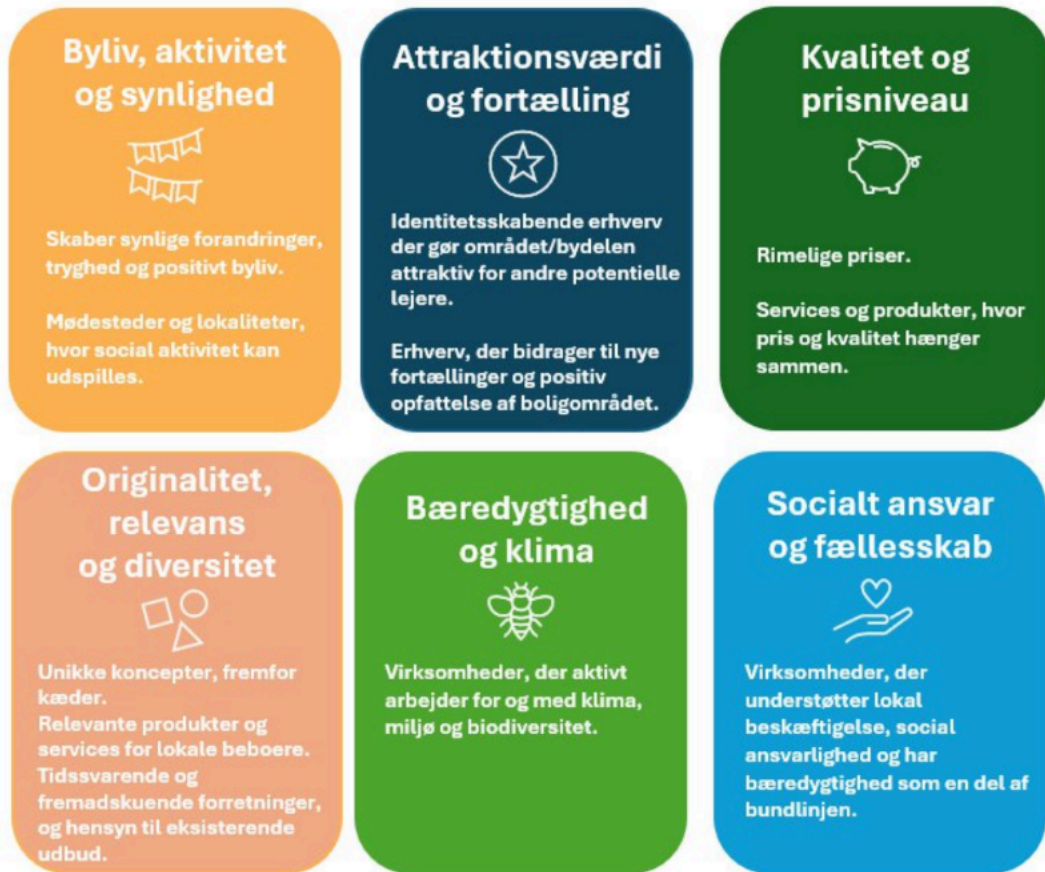 Byliv, aktivitet
og synlighed
Skaber synlige forandringer,
tryghed og positivt byliv.
Mødesteder og lokaliteter,
hvor social aktivitet kan
udspilles.
Attraktionsværdi
og fortælling
Identitetsskabende erhverv
der gør området/bydelen
attraktiv for andre potentielle
lejere.
Erhverv, der bidrager til nye
fortællinger og positiv
opfattelse af boligområdet.
Kvalitet og
prisniveau
Rimelige priser.
Services og produkter, hvor
pris og kvalitet hænger
sammen.
Originalitet,
relevans
og diversitet
Unikke koncepter, fremfor
kæder.
Relevante produkter og
services for lokale beboere.
Tidssvarende og
fremadskuende forretninger,
og hensyn til eksisterende
udbud.
Bæredygtighed
og klima
Virksomheder, der aktivt
arbejder for og med klima,
miljø og biodiversitet.
Socialt ansvar
og fællesskab
Virksomheder, der
understøtter lokal
beskæftigelse, social
ansvarlighed og har
bæredygtighed som en del af
bundlinjen.